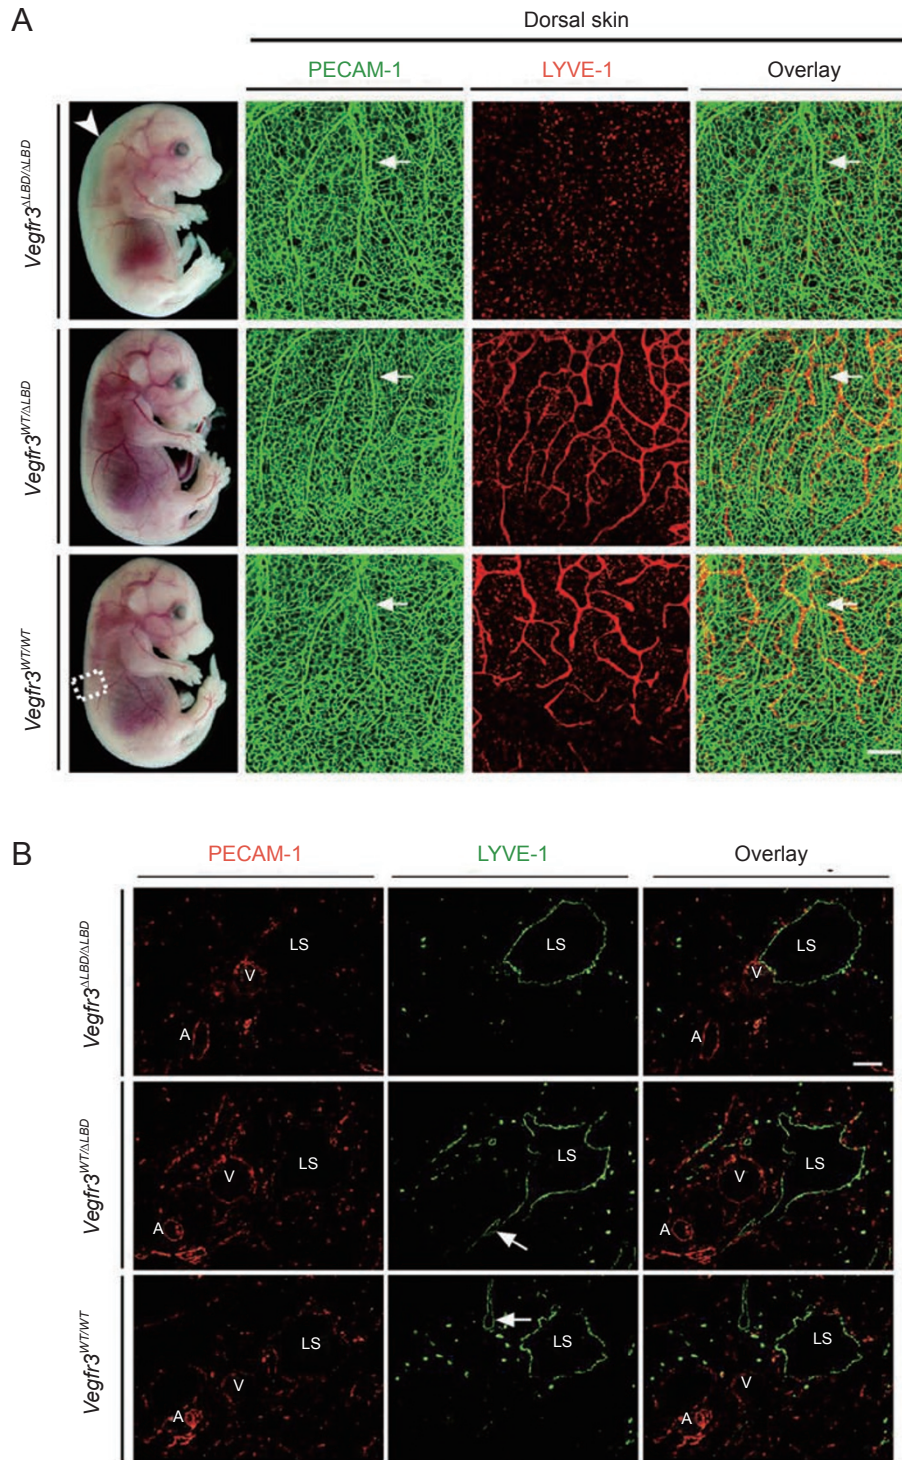 A
Dorsal skin
PECAM-1 LYVE-1 Overlay
Vegfr3ΔLBD/ΔLBD
Vegfr3WT/ΔLBD
Vegfr3WT/WT
B
PECAM-1 LYVE-1 Overlay
Vegfr3ΔLBD/ΔLBD
LS LS LS
V V
A A
Vegfr3WT/ΔLBD
LS LS LS
V V
A A
Vegfr3WT/WT
LS LS LS
V V
A A